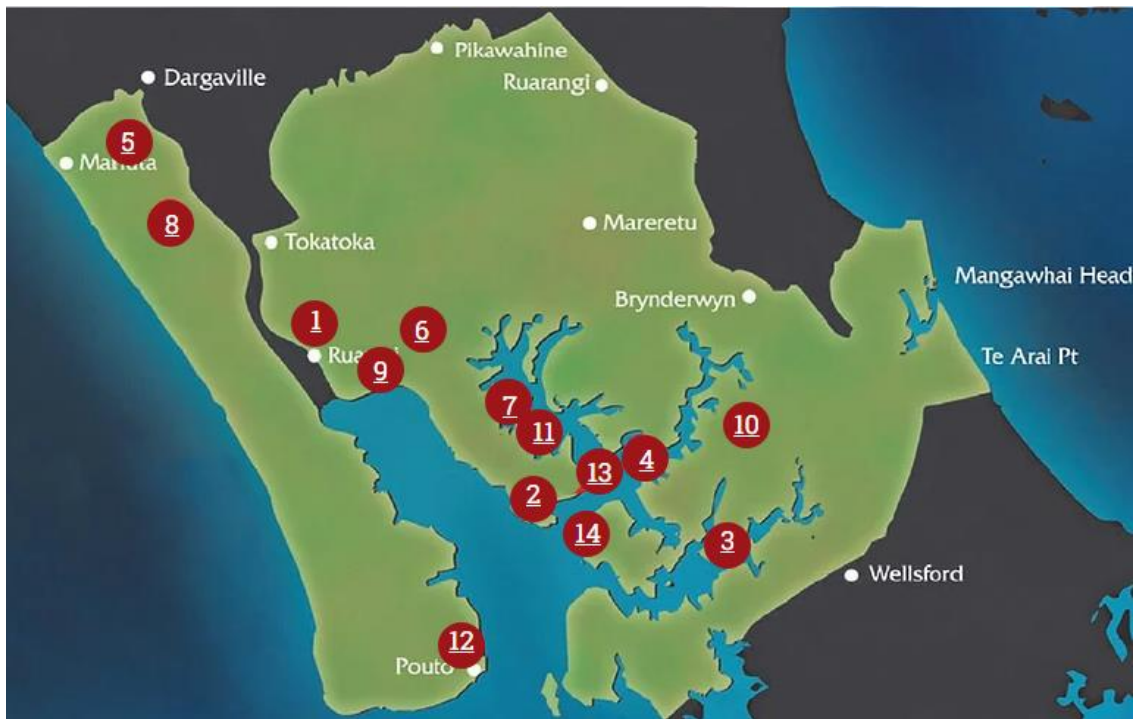 Pikawahine
Dargaville
Ruarangi
5
8
Mareretu
Tokatoka
Mangawhai Head
Brynderwyn
1
6
Te Arai Pt
9
7
11
10
4
13
2
14
3
Wellsford
12
Pouto